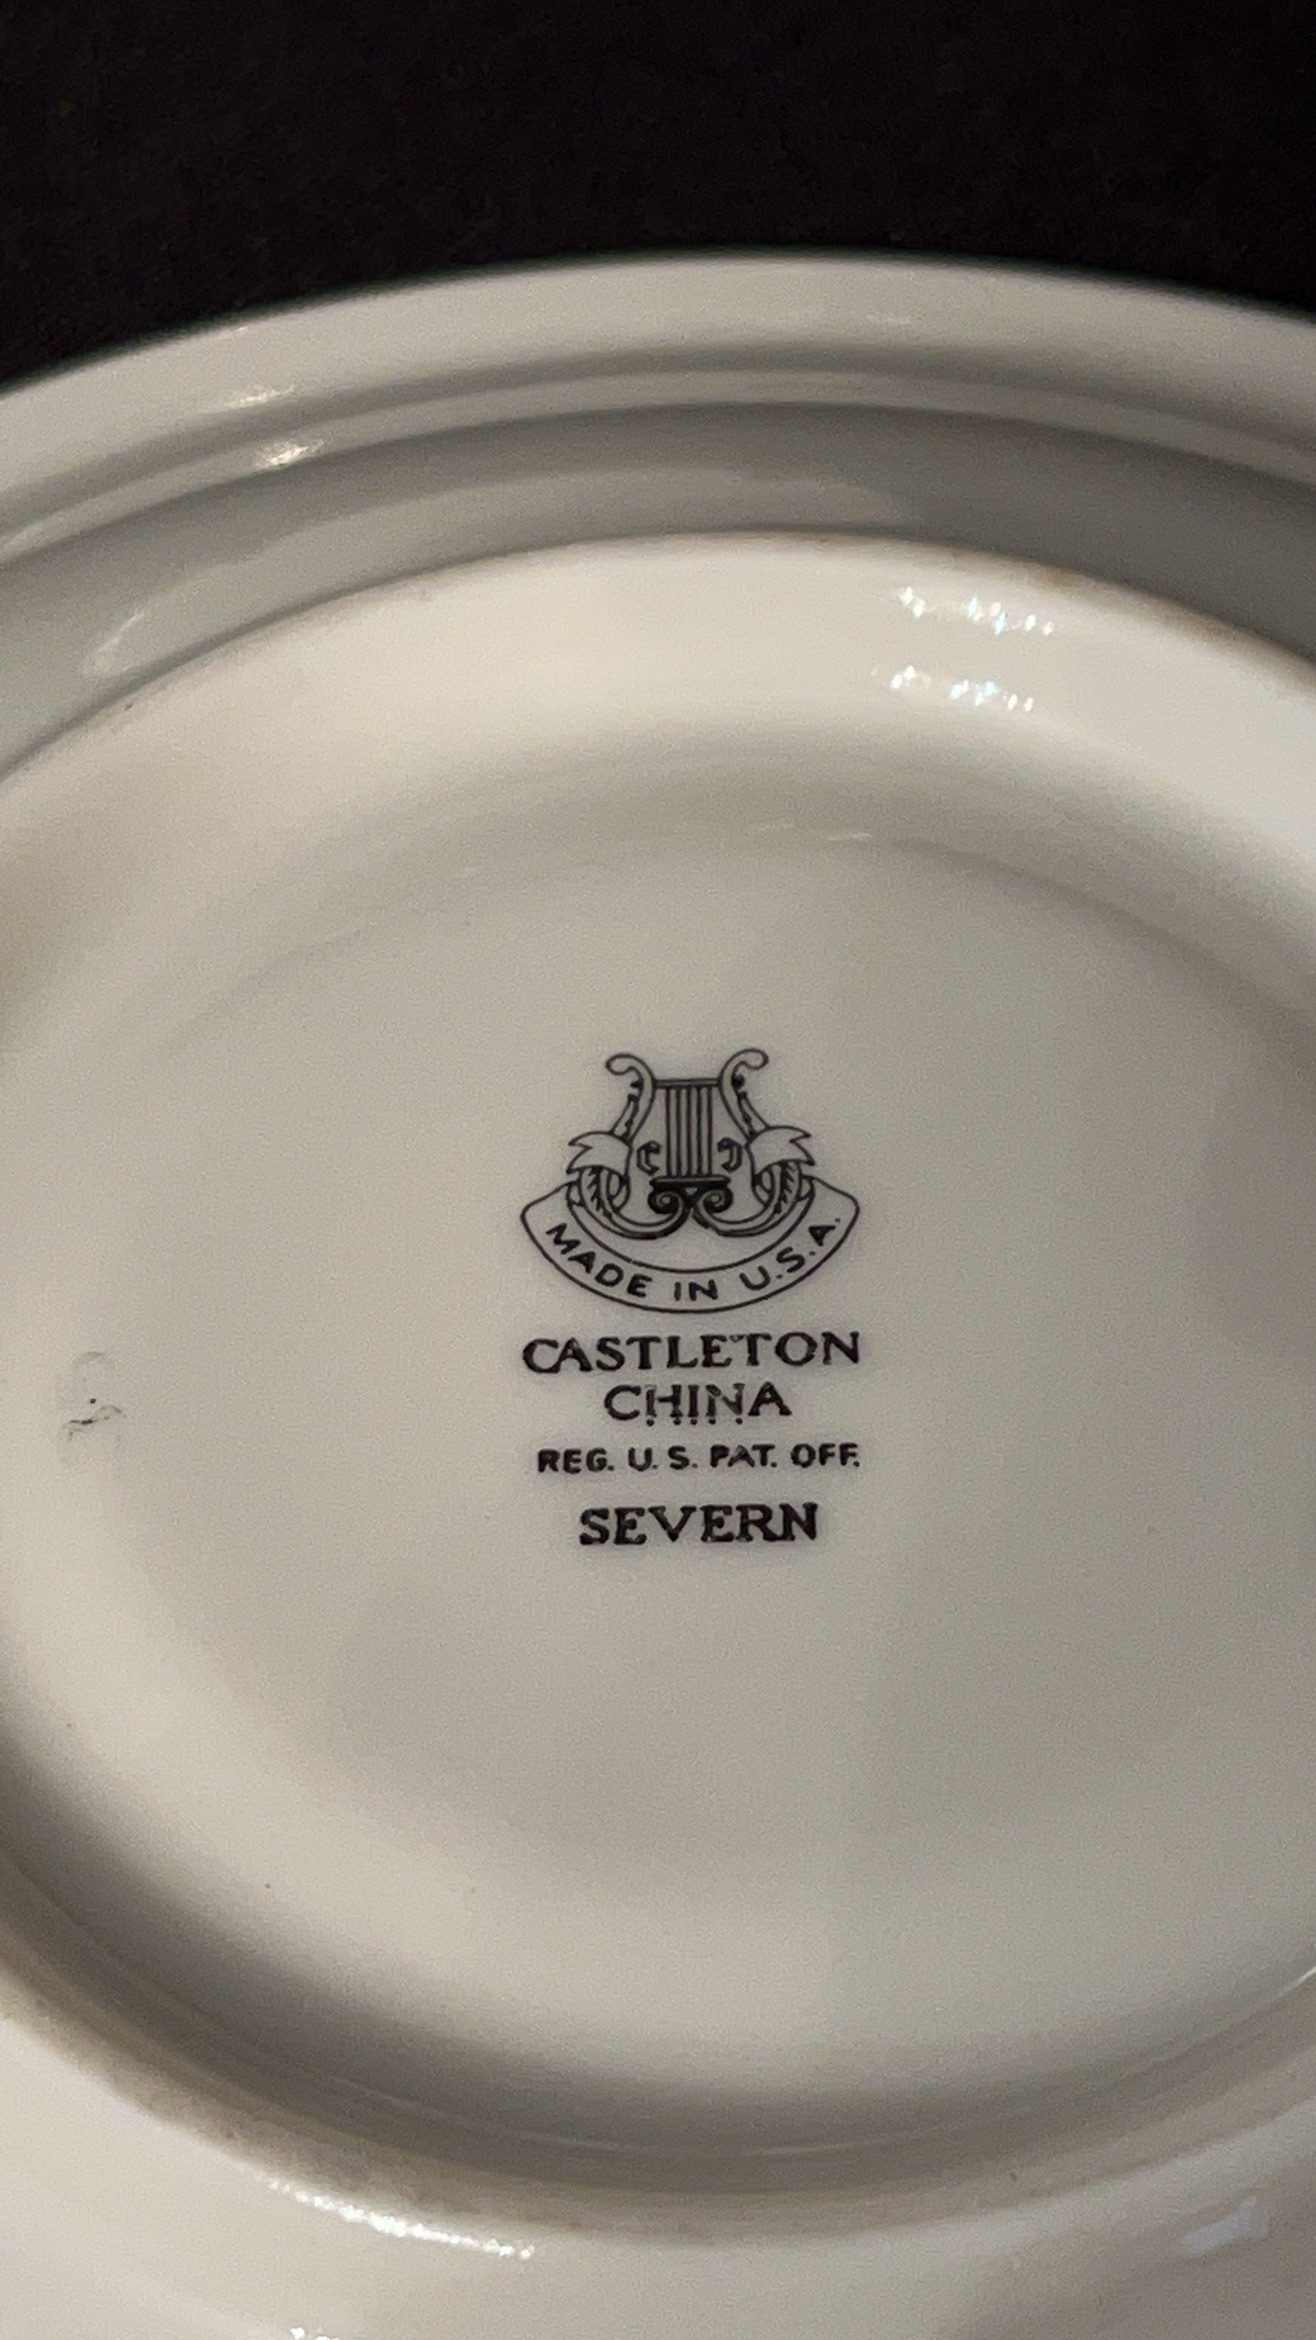 MADE IN U.S.A.
CASTLETON
CHINA
REG. U.S. PAT. OFF.
SEVERN